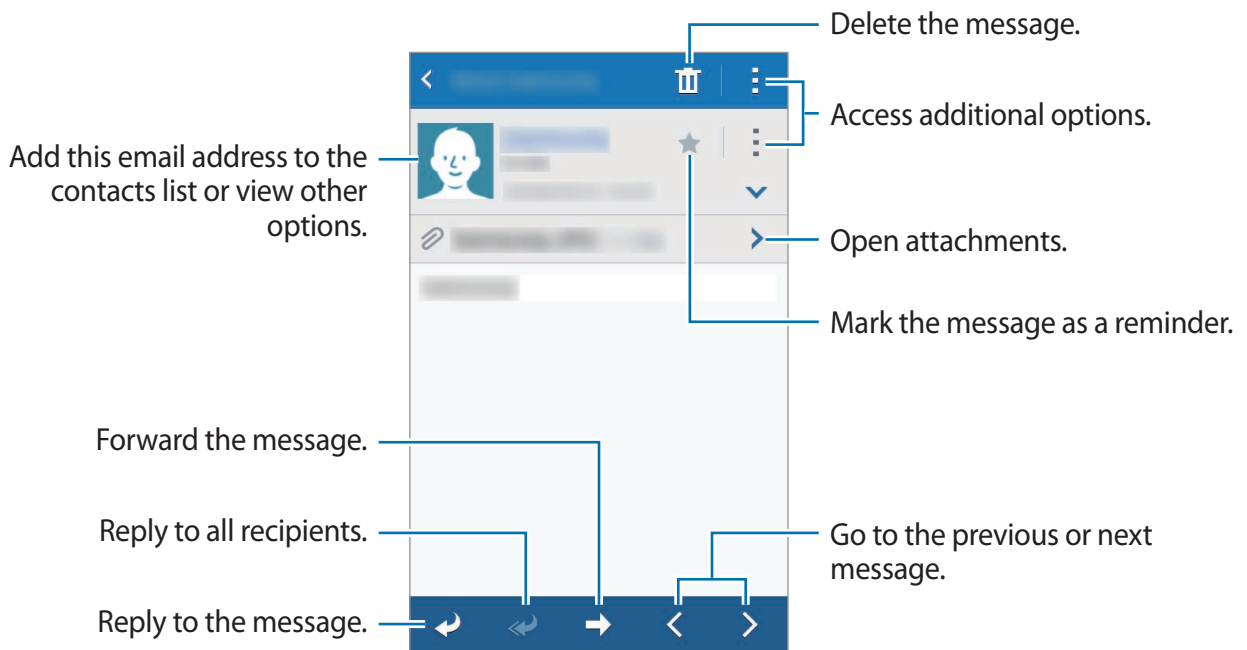 Delete the message.
Access additional options.
Add this email address to the
contacts list or view other
options.
Open attachments.
Mark the message as a reminder.
Forward the message.
Reply to all recipients.
Go to the previous or next
message.
Reply to the message.